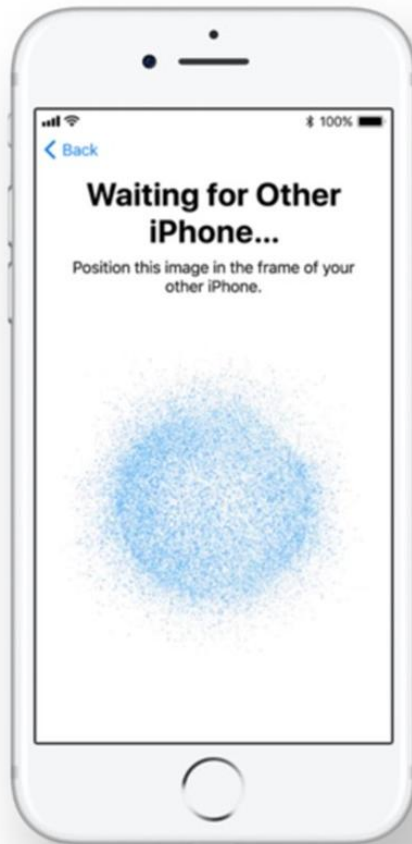 100%
Back
Waiting for Other
iPhone...
Position this image in the frame of your
other iPhone.